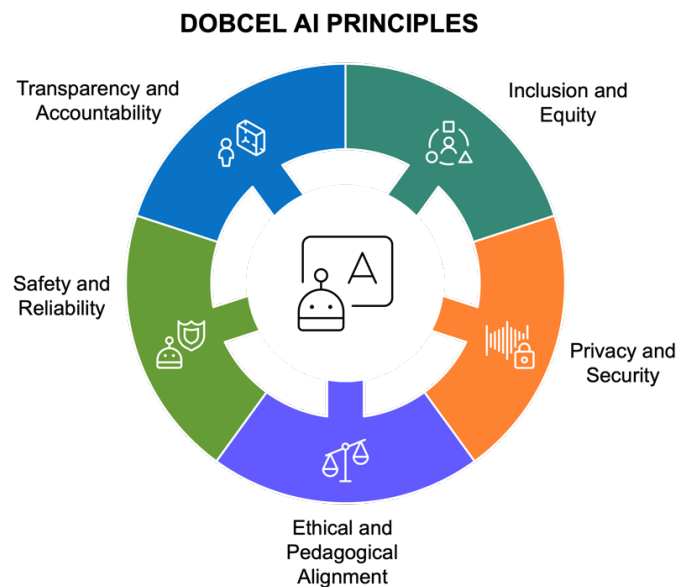 DOBCEL AI PRINCIPLES
Transparency and
Accountability
Inclusion and
Equity
Safety and
Reliability
A
Privacy and
Security
Ethical and
Pedagogical
Alignment